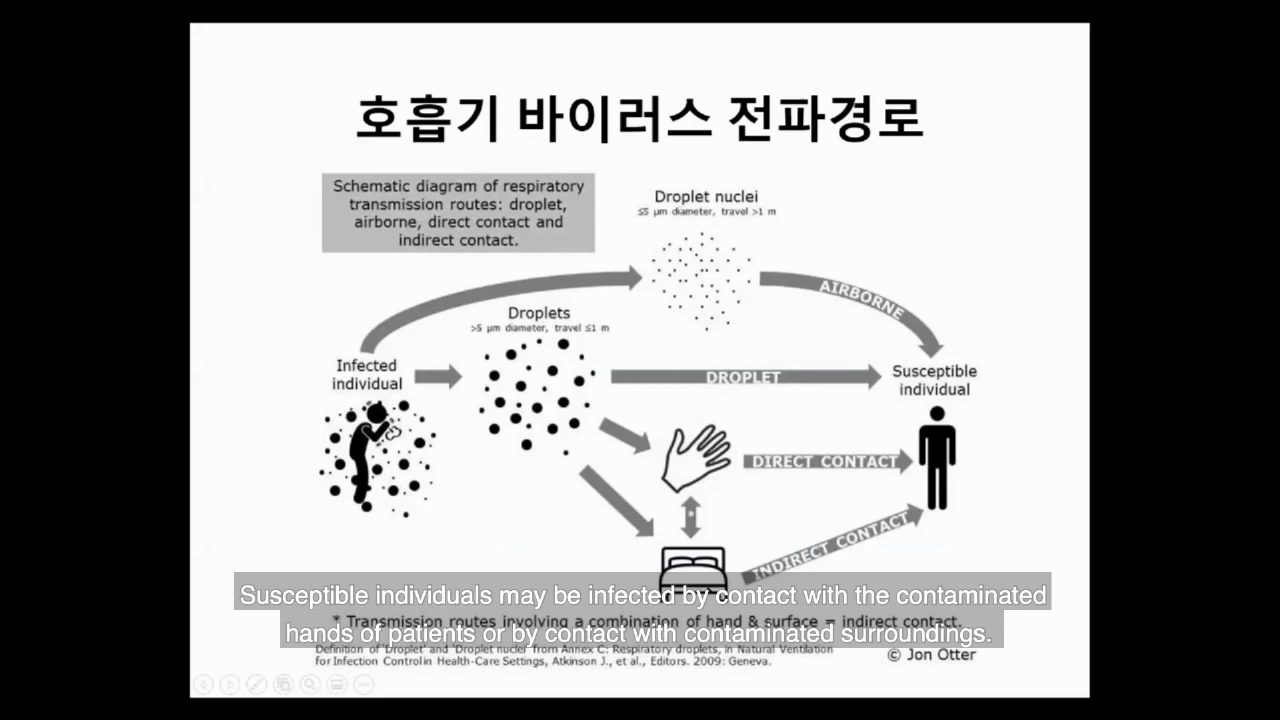 호흡기 바이러스 전파경로
Schematic diagram of respiratory
transmission routes: droplet,
airborne, direct contact and
indirect contact.
Droplet nuclei
≤5 µm diameter, travel >1 m
AIRBORNE
Droplets
>5 µm diameter, travel ≤1 m
Infected
individual
DROPLET
Susceptible
individual
DIRECT CONTACT
INDIRECT CONTACT
Susceptible individuals may be infected by contact with the contaminated
* Transmission routes involving a combination of hand & surface = indirect contact.
hands of patients or by contact with contaminated surroundings.
Definition of 'Droplet' and 'Droplet nuclei' from Annex C: Respiratory droplets, in Natural Ventilation
for Infection Control in Health-Care Settings, Atkinson J., et al., Editors. 2009: Geneva.
© Jon Otter